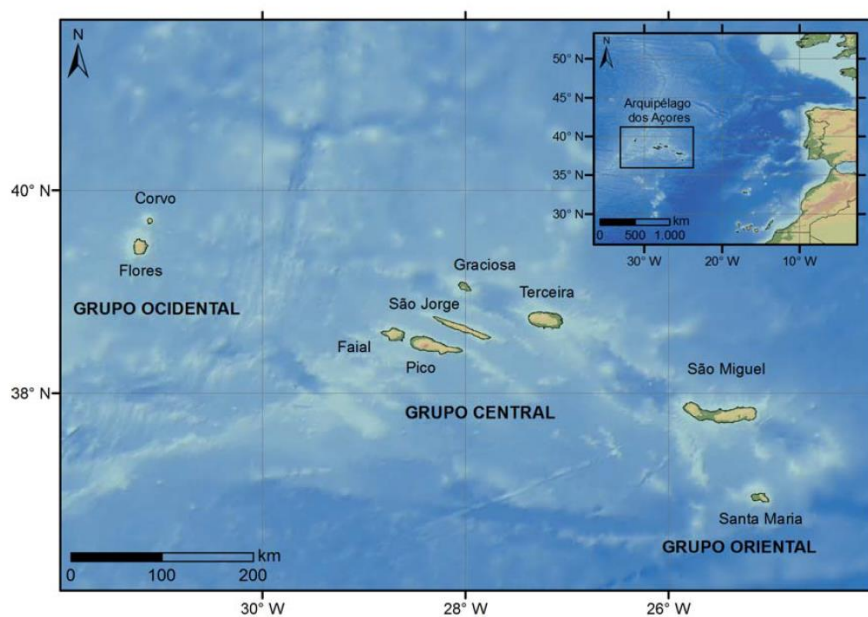 N
40° N
38° N
30° W
28° W
26° W
Corvo
Flores
GRUPO OCIDENTAL
Graciosa
São Jorge
Terceira
Faial
Pico
GRUPO CENTRAL
São Miguel
Santa Maria
GRUPO ORIENTAL
km
0 100 200
N
50° N
45° N
40° N
35° N
30° N
Arquipélago
dos Açores
km
0 500 1.000
30° W 20° W 10° W